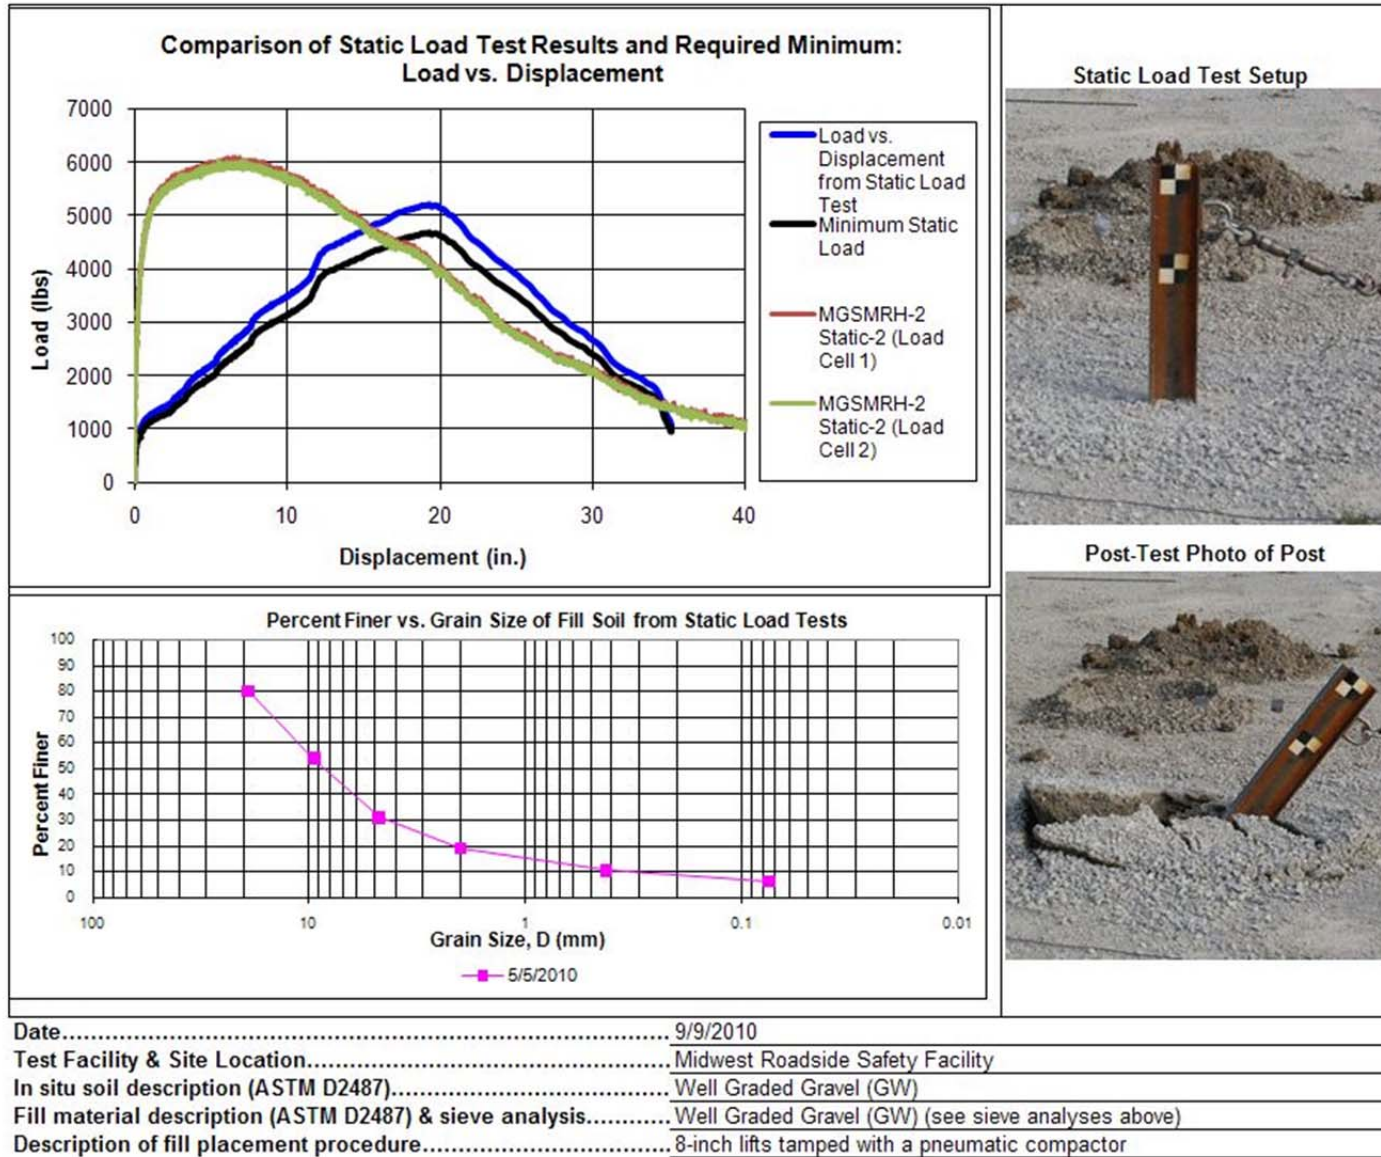 Comparison of Static Load Test Results and Required Minimum:
Load vs. Displacement
7000
6000
5000
4000
3000
2000
1000
0
Load (lbs)
0 10 20 30 40
Displacement (in.)
Load vs.
Displacement
from Static Load
Test
Minimum Static
Load
MGSMRH-2
Static-2 (Load
Cell 1)
MGSMRH-2
Static-2 (Load
Cell 2)
Static Load Test Setup
Post-Test Photo of Post
Percent Finer vs. Grain Size of Fill Soil from Static Load Tests
100
90
80
70
60
50
40
30
20
10
0
Percent Finer
100 10 1 0.1 0.01
Grain Size, D (mm)
5/5/2010
Date................................................................................... 9/9/2010
Test Facility & Site Location.................................................. Midwest Roadside Safety Facility
In situ soil description (ASTM D2487)...................................... Well Graded Gravel (GW)
Fill material description (ASTM D2487) & sieve analysis............ Well Graded Gravel (GW) (see sieve analyses above)
Description of fill placement procedure.................................. 8-inch lifts tamped with a pneumatic compactor